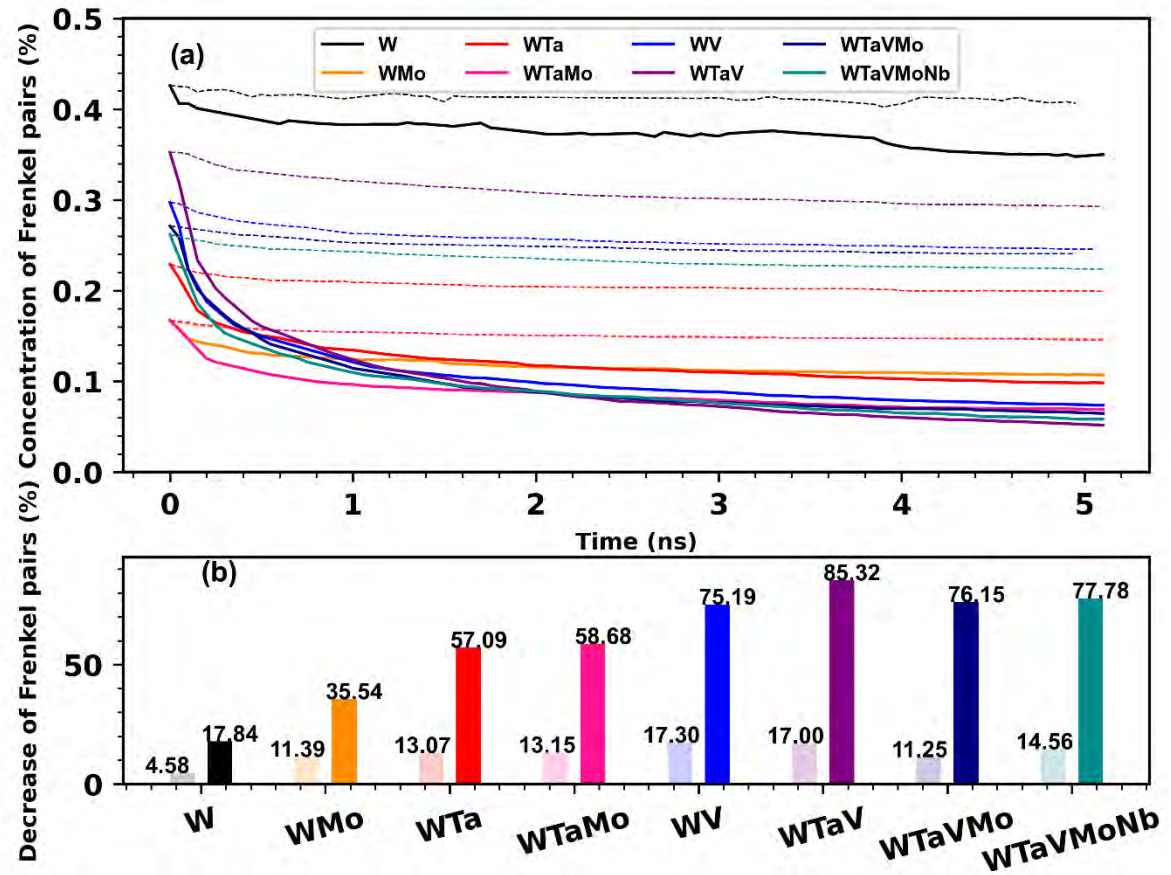 Concentration of Frenkel pairs (%)
0.5
0.4
0.3
0.2
0.1
0.0
(a)
W WTa WV WTaVMo
WMo WTaMo WTaV WTaVMoNb
0 1 2 3 4 5
Time (ns)
Decrease of Frenkel pairs (%)
50
0
(b)
4.58 17.84 11.39 35.54 13.07 57.09 13.15 58.68 17.30 75.19 17.00 85.32 11.25 76.15 14.56 77.78
W WMo WTa WTaMo WV WTaV WTaVMo WTaVMoNb